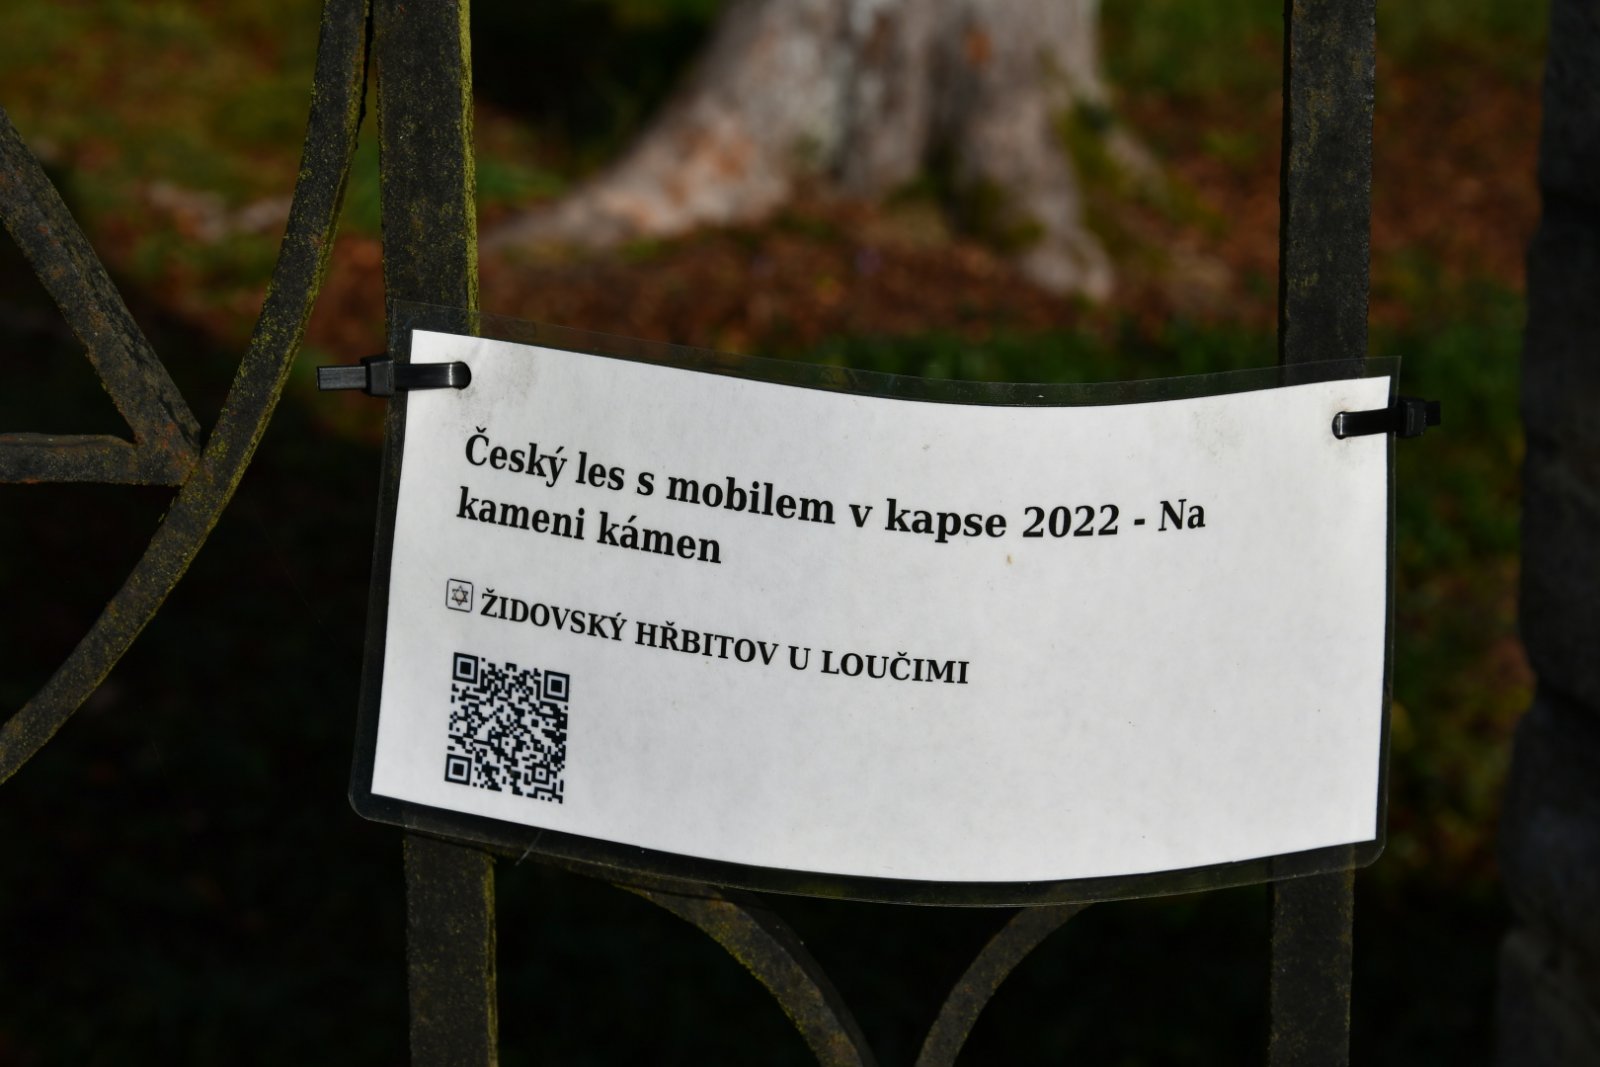 Český les s mobilem v kapse 2022 - Na
kameni kámen
ŽIDOVSKÝ HŘBITOV U LOUČIMI